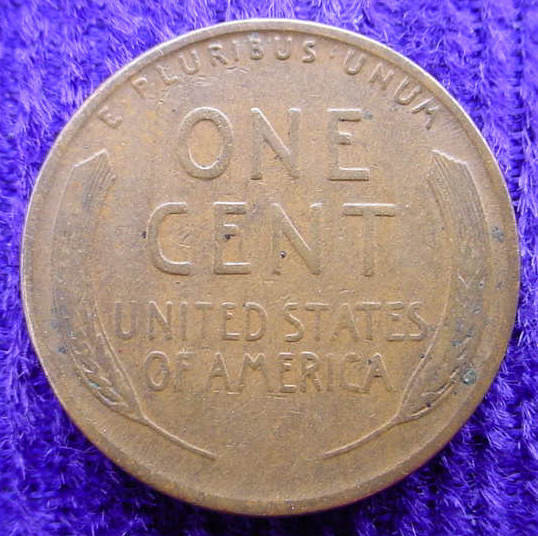 E PLURIBUS · UNUM
ONE
CENT
UNITED STATES
OF AMERICA